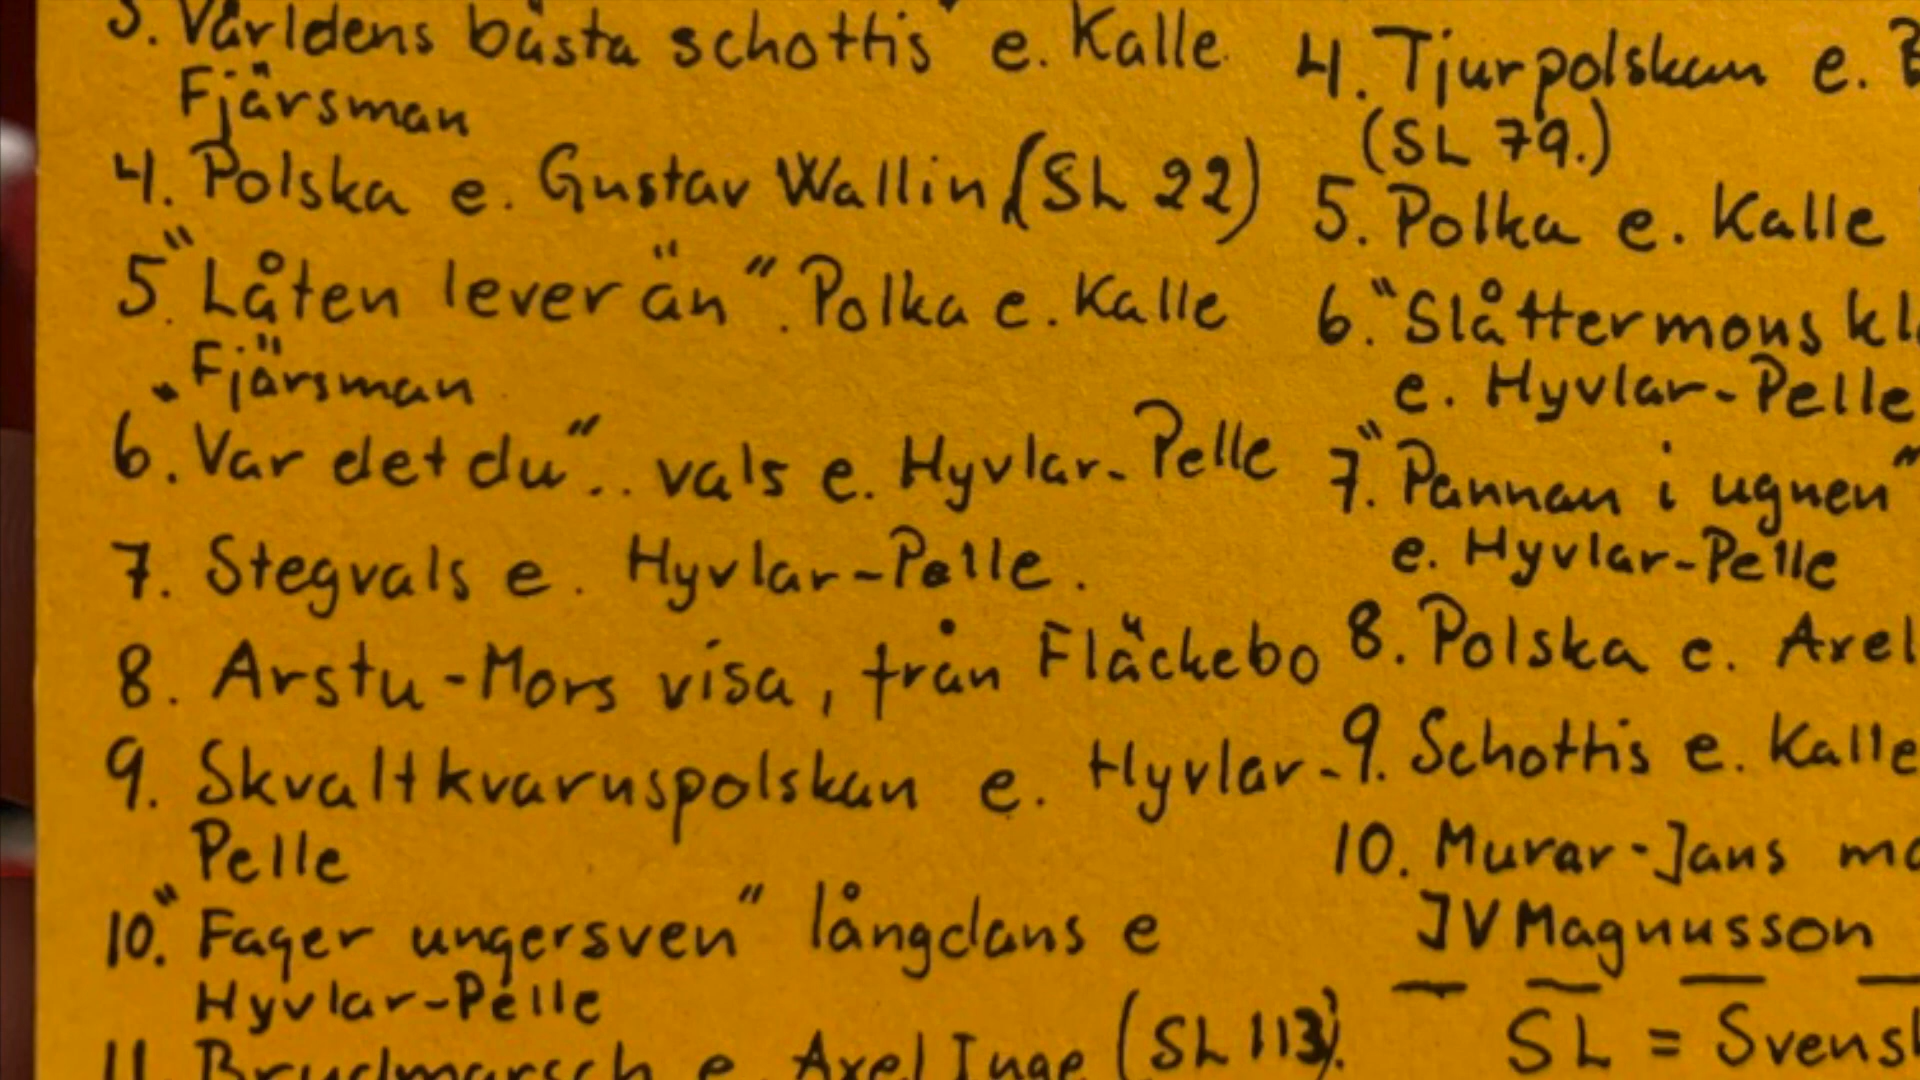 3. Världens bästa schottis" e. Kalle
Fjärsman
4. Polska e. Gustav Wallin (SL 22)
5. "Låten lever än". Polka e. Kalle
Fjärsman
6. "Var det du".. vals e. Hyvlar-Pelle
7. Stegvals e. Hyvlar-Pelle.
8. Arstu-Mors visa, från Fläckebo
9. Skvaltkvarnspolskan e. Hyvlar-
Pelle
10. "Fager ungersven" långdans e
Hyvlar-Pelle
11. Brudmarsch e. Axel Inge (SL 113).
4. Tjurpolskan e.
(SL 79.)
5. Polka e. Kalle
6. "Slåttermons
e. Hyvlar-Pelle
7. "Pannan i ugnen"
e. Hyvlar-Pelle
8. Polska e. Axel
9. Schottis e. Kalle
10. Murar-Jans
JV Magnusson
SL =